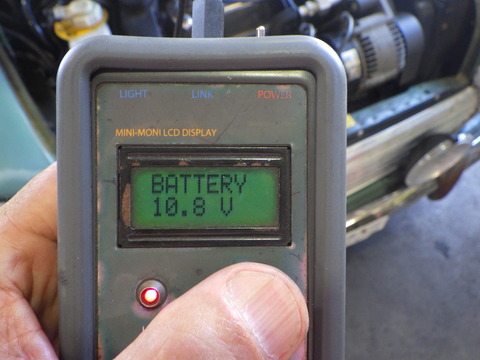 LIGHT LINK POWER
MINI-MONI LCD DISPLAY
BATTERY
10.8 V